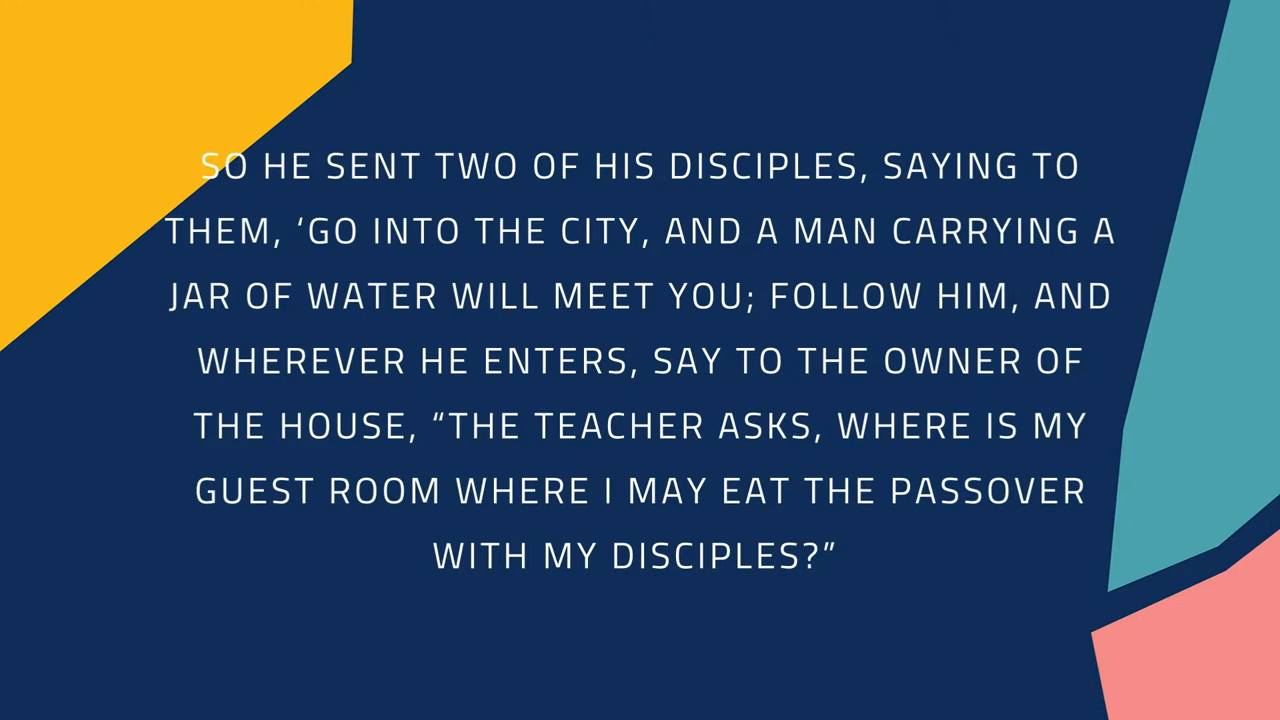 SO HE SENT TWO OF HIS DISCIPLES, SAYING TO
THEM, ‘GO INTO THE CITY, AND A MAN CARRYING A
JAR OF WATER WILL MEET YOU; FOLLOW HIM, AND
WHEREVER HE ENTERS, SAY TO THE OWNER OF
THE HOUSE, “THE TEACHER ASKS, WHERE IS MY
GUEST ROOM WHERE I MAY EAT THE PASSOVER
WITH MY DISCIPLES?”